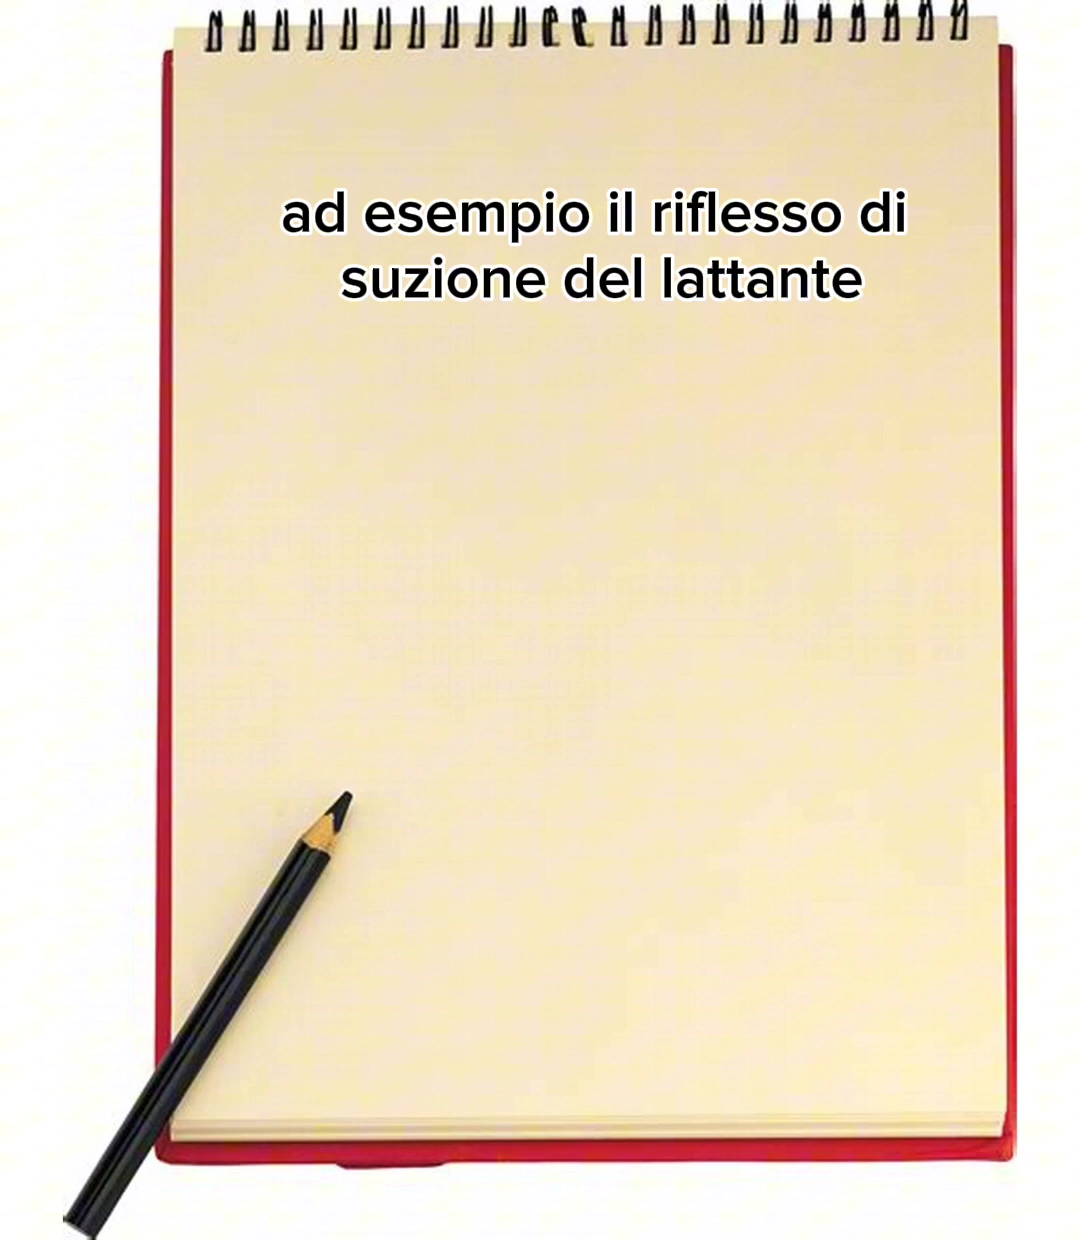 ad esempio il riflesso di
suzione del lattante